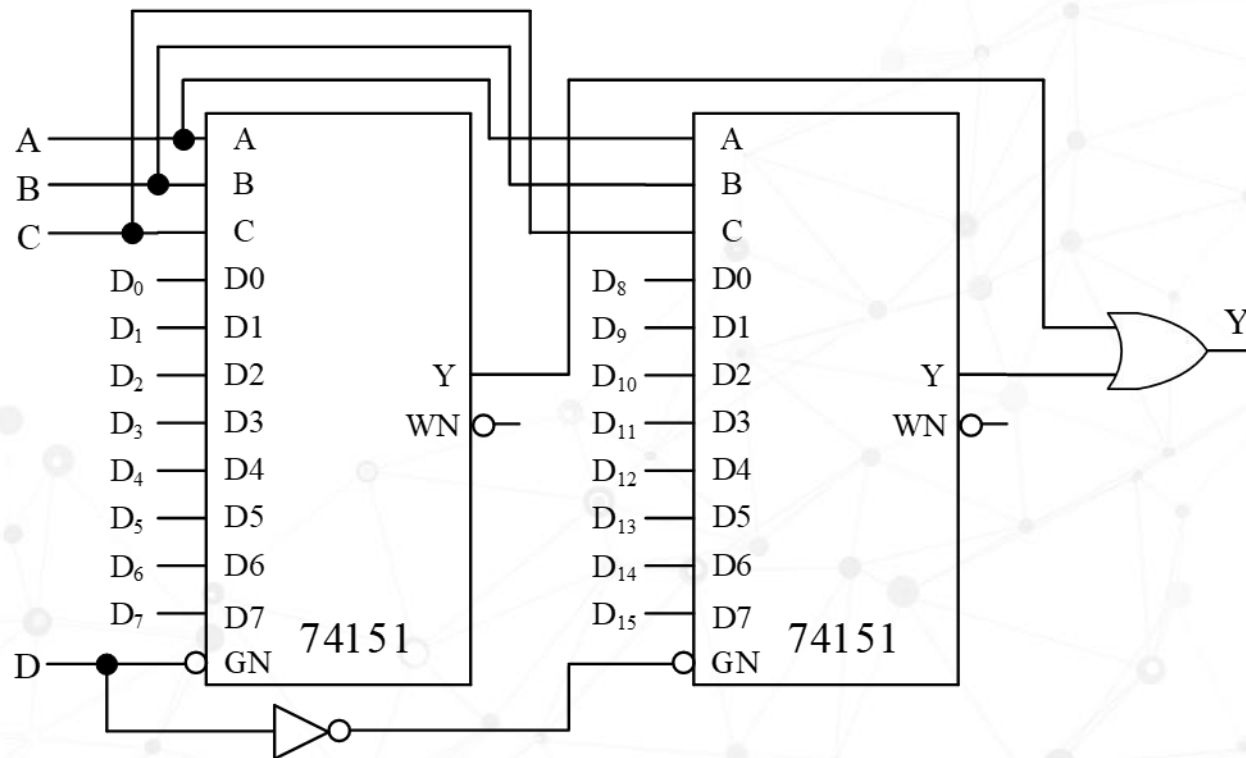 A
B
C
D₀
D₁
D₂
D₃
D₄
D₅
D₆
D₇
D
A
B
C
D0
D1
D2
D3
D4
D5
D6
D7
GN
Y
WN
74151
D₈
D₉
D₁₀
D₁₁
D₁₂
D₁₃
D₁₄
D₁₅
A
B
C
D0
D1
D2
D3
D4
D5
D6
D7
GN
Y
WN
74151
Y